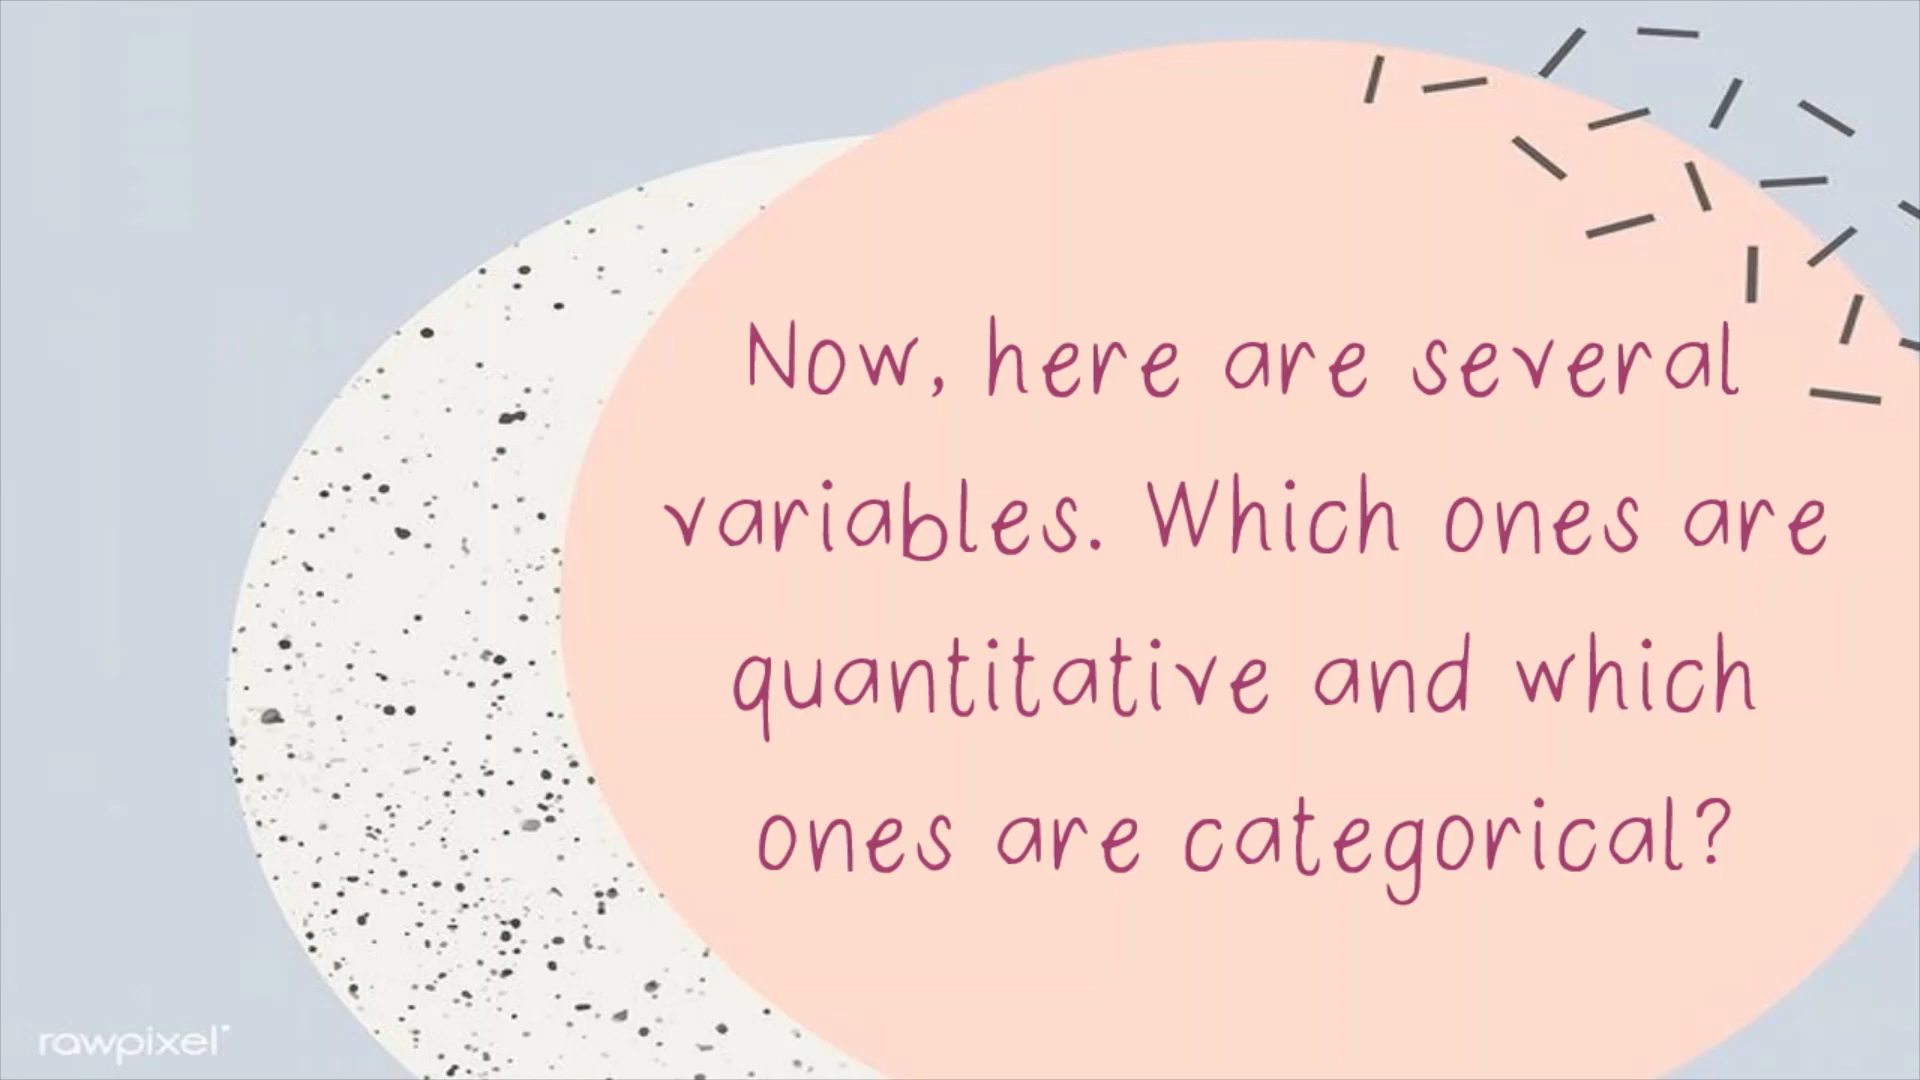 Now, here are several
variables. Which ones are
quantitative and which
ones are categorical?
rawpixel